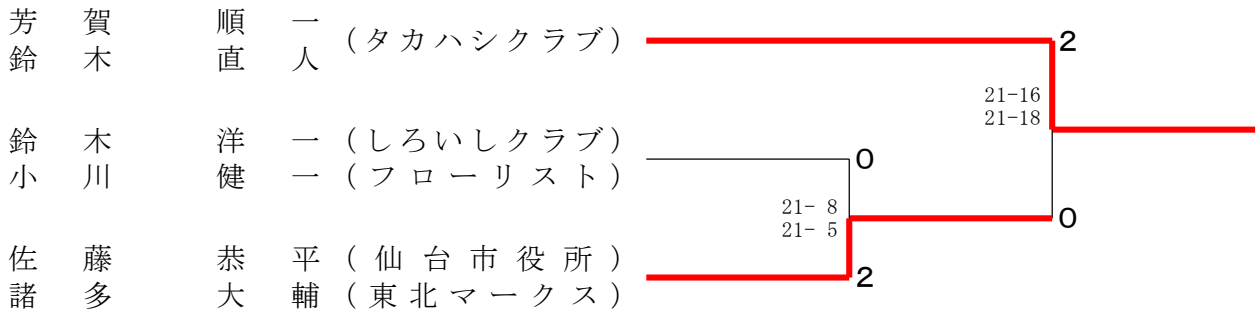 芳賀 順一 (タカハシクラブ)
鈴木 直人
2
21-16
21-18
鈴木 洋一 (しろいしクラブ)
小川 健一 (フローリスト)
0
21- 8
21- 5
0
佐藤 恭平 (仙台市役所)
諸多 大輔 (東北マークス)
2